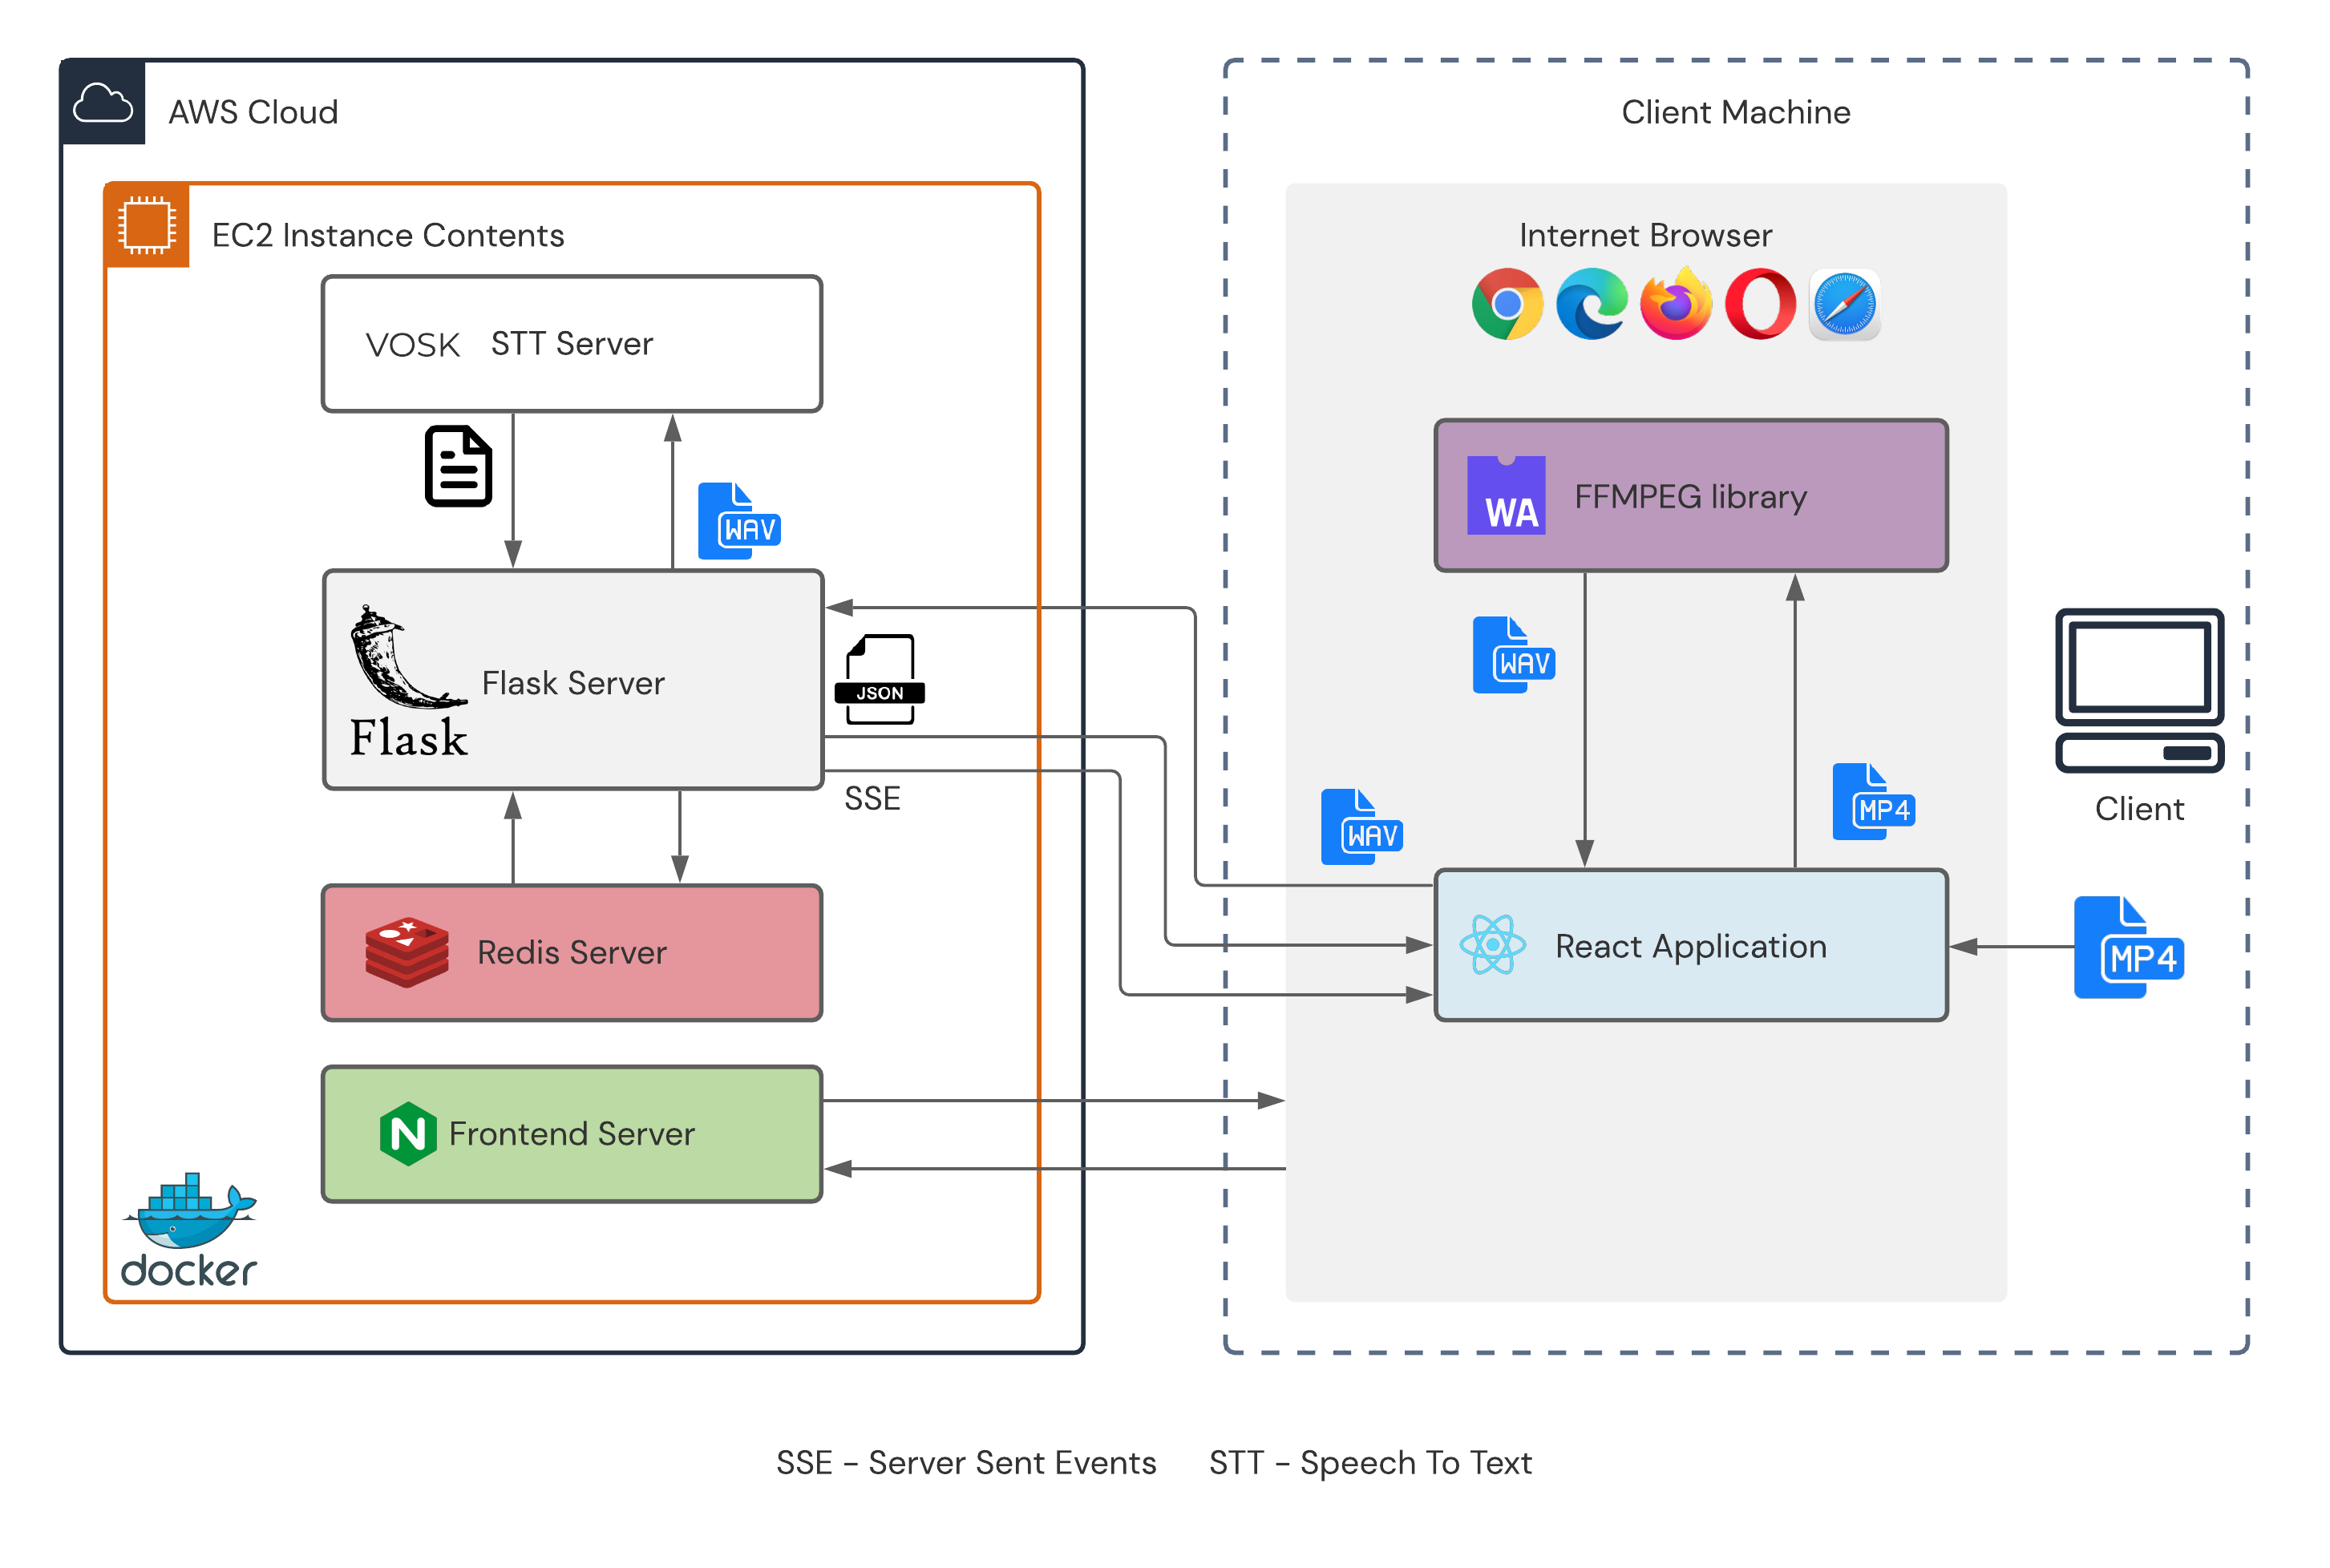 AWS Cloud
EC2 Instance Contents
VOSK STT Server
WAV
Flask Server
Flask
JSON
SSE
Redis Server
Frontend Server
docker
Client Machine
Internet Browser
WA FFMPEG library
WAV
MP4
WAV
React Application
Client
MP4
SSE - Server Sent Events STT - Speech To Text